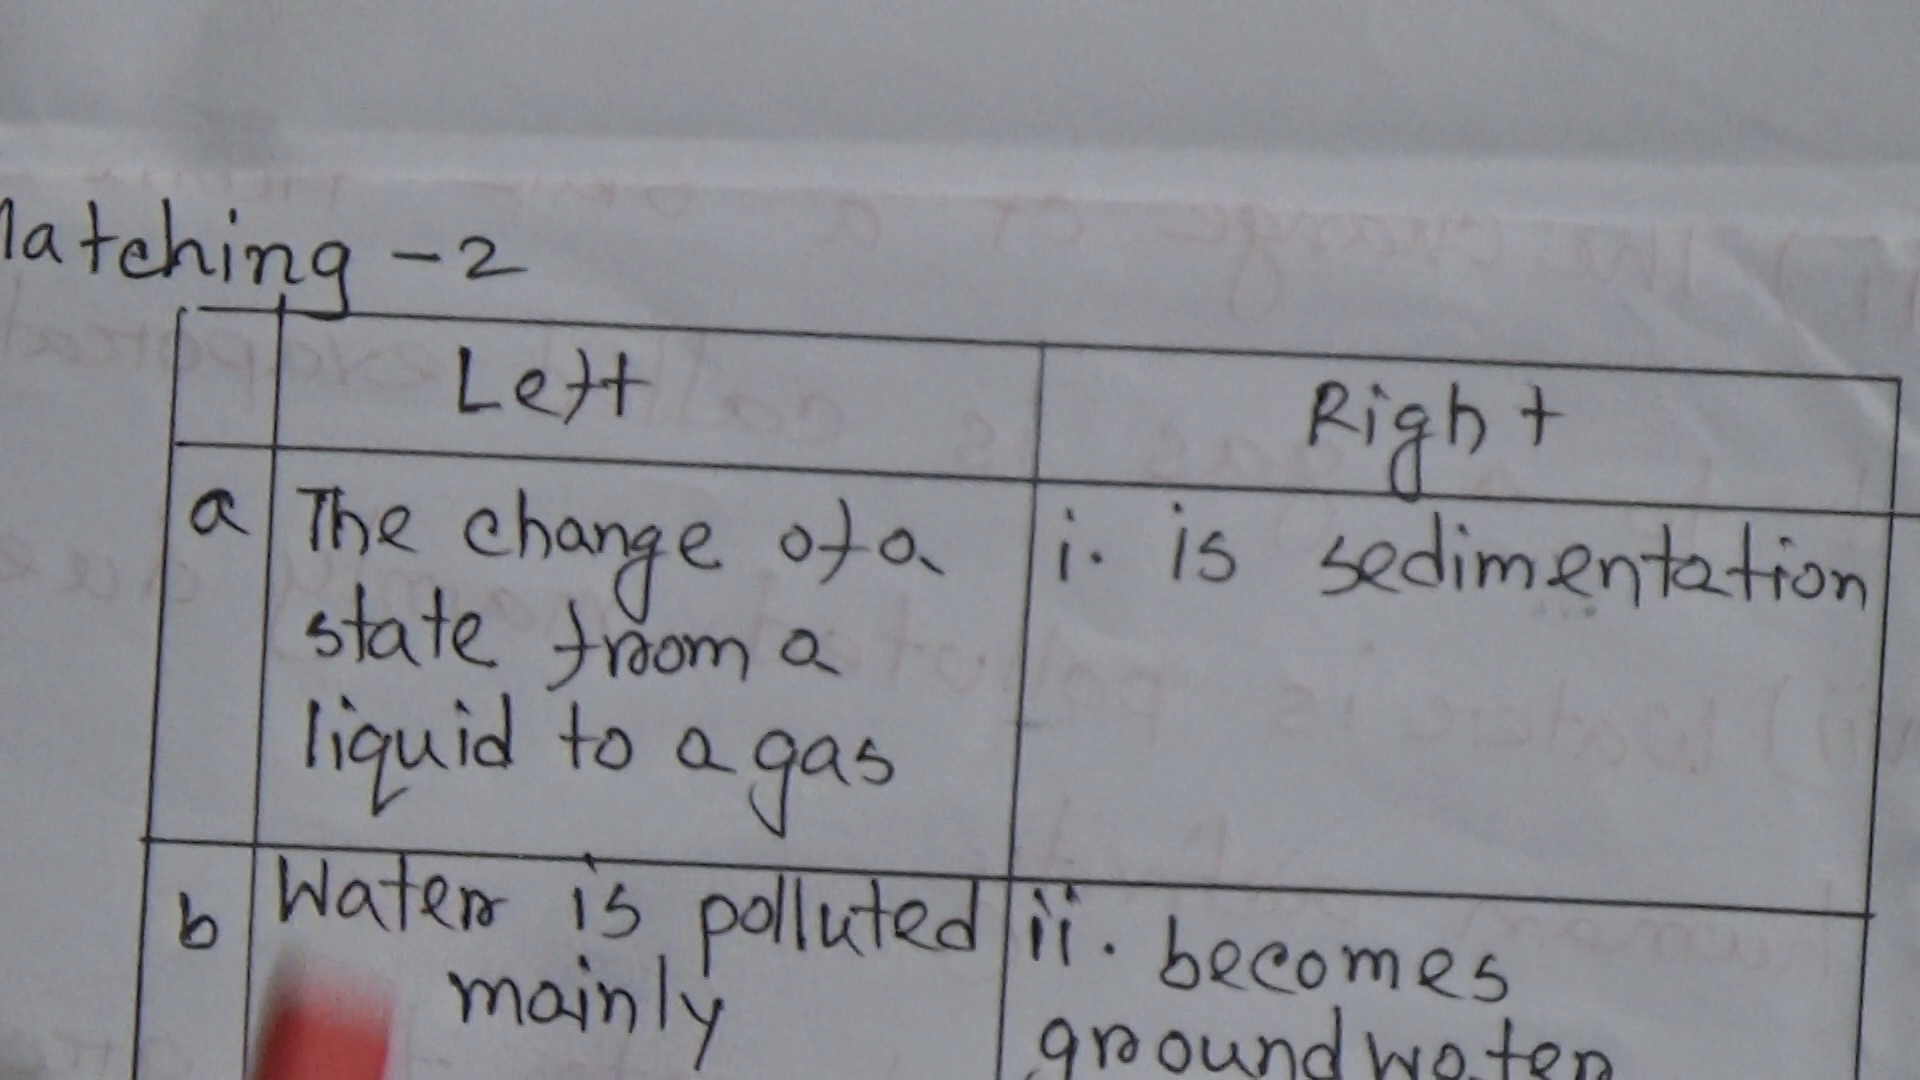 Matching - 2
Left Right
a The change of a i. is sedimentation
state from a
liquid to a gas
b Water is polluted ii. becomes
mainly groundwater